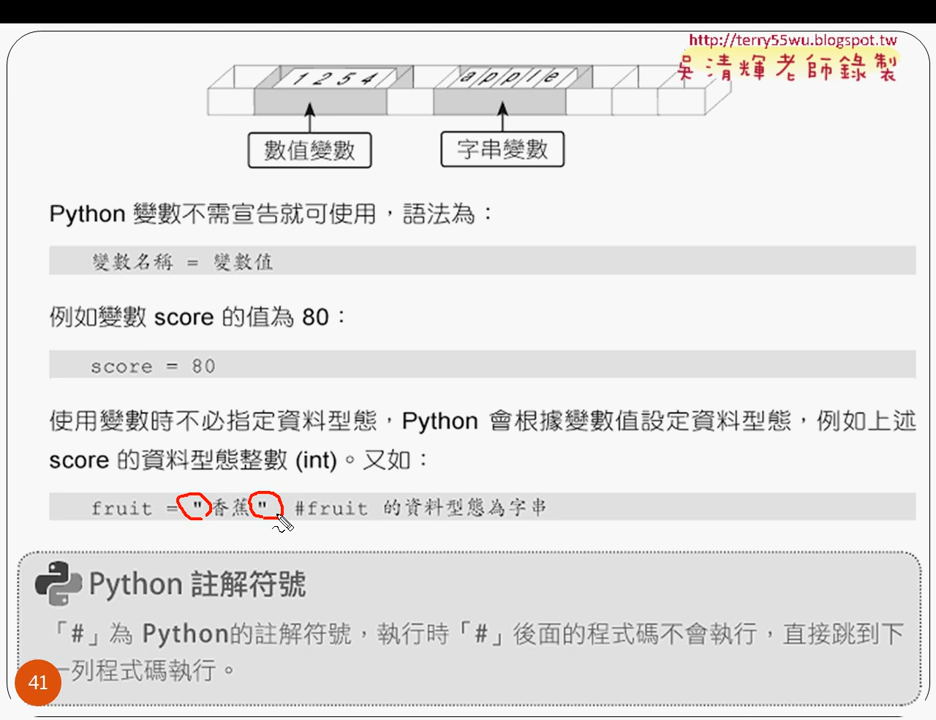 http://terry55wu.blogspot.tw
吳清輝老師錄製
1254 apple
數值變數 字串變數
Python 變數不需宣告就可使用，語法為：
變數名稱 = 變數值
例如變數 score 的值為 80：
score = 80
使用變數時不必指定資料型態，Python 會根據變數值設定資料型態，例如上述
score 的資料型態整數 (int)。又如：
fruit = "香蕉" #fruit 的資料型態為字串
Python 註解符號
「#」為 Python的註解符號，執行時「#」後面的程式碼不會執行，直接跳到下
一列程式碼執行。
41